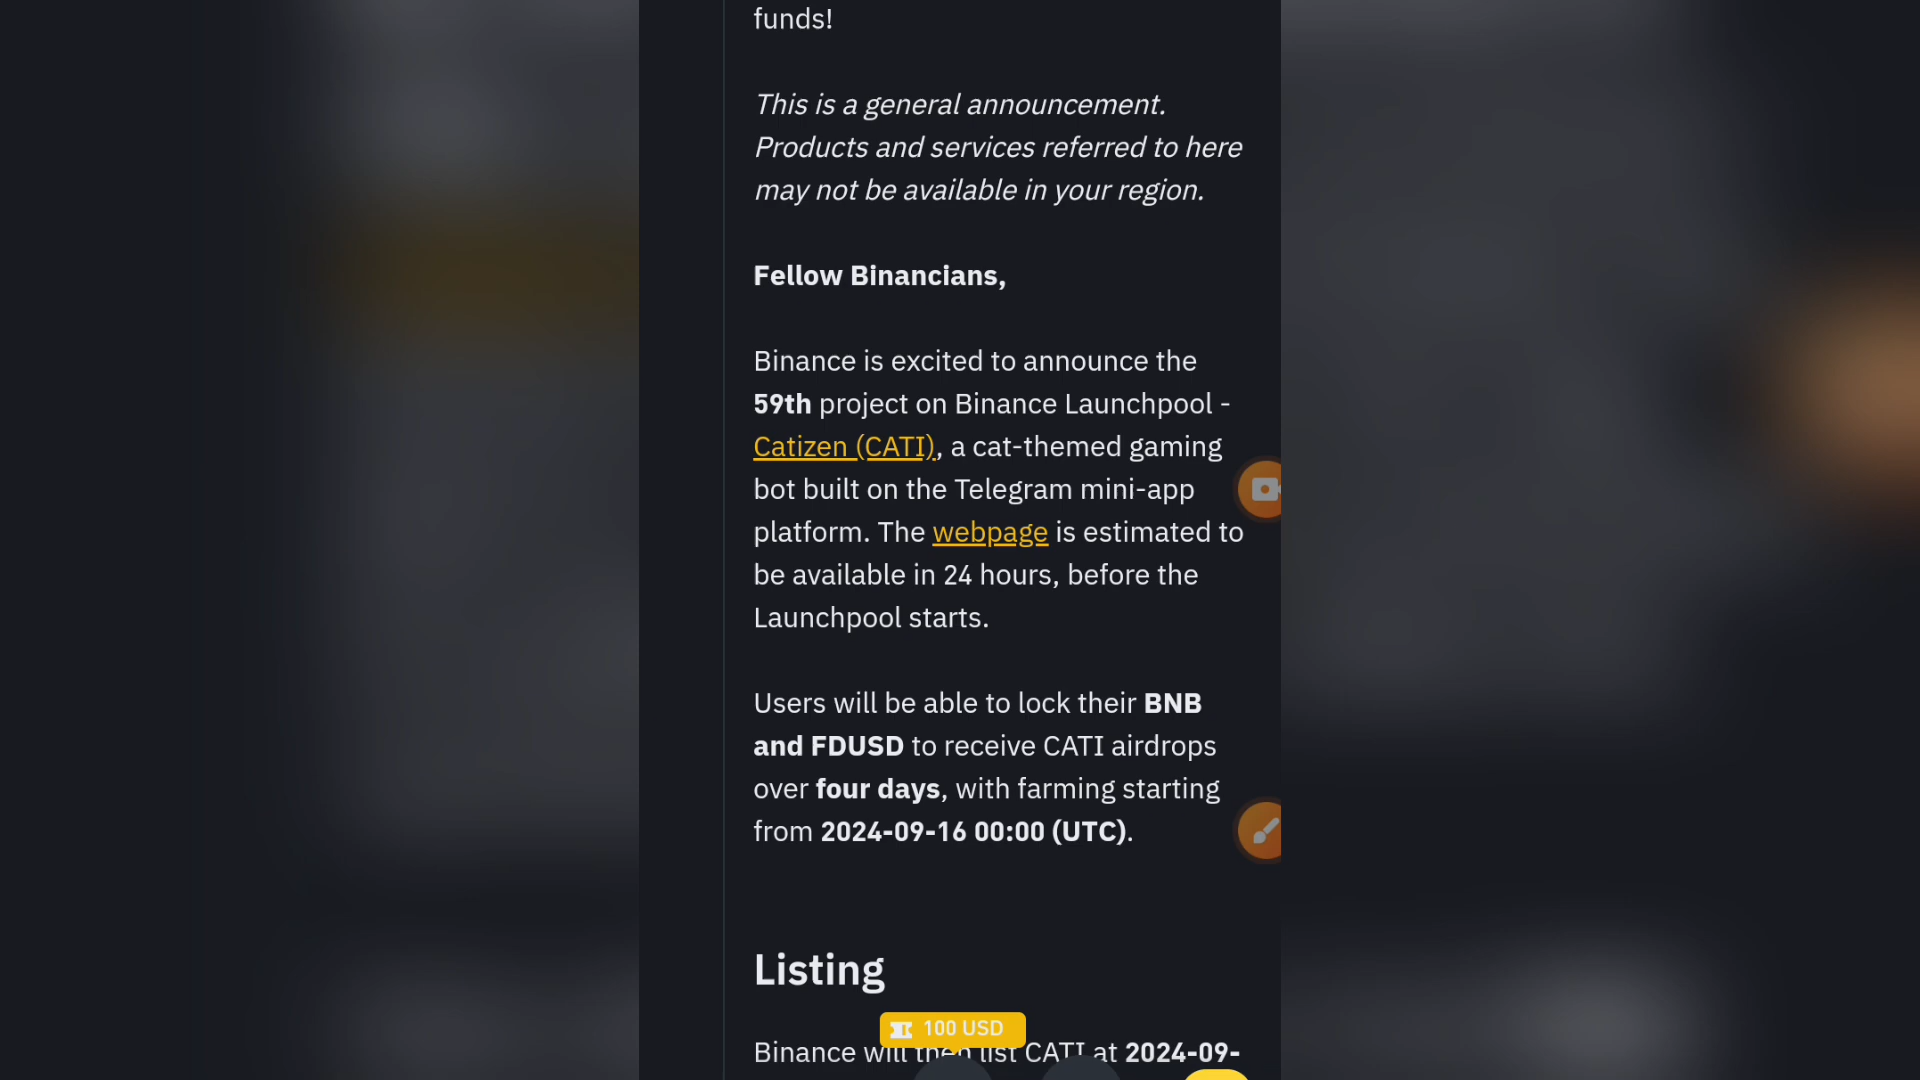 funds!
This is a general announcement.
Products and services referred to here
may not be available in your region.
Fellow Binancians,
Binance is excited to announce the
59th project on Binance Launchpool -
Catizen (CATI), a cat-themed gaming
bot built on the Telegram mini-app
platform. The webpage is estimated to
be available in 24 hours, before the
Launchpool starts.
Users will be able to lock their BNB
and FDUSD to receive CATI airdrops
over four days, with farming starting
from 2024-09-16 00:00 (UTC).
Listing
100 USD
Binance will then list CATI at 2024-09-